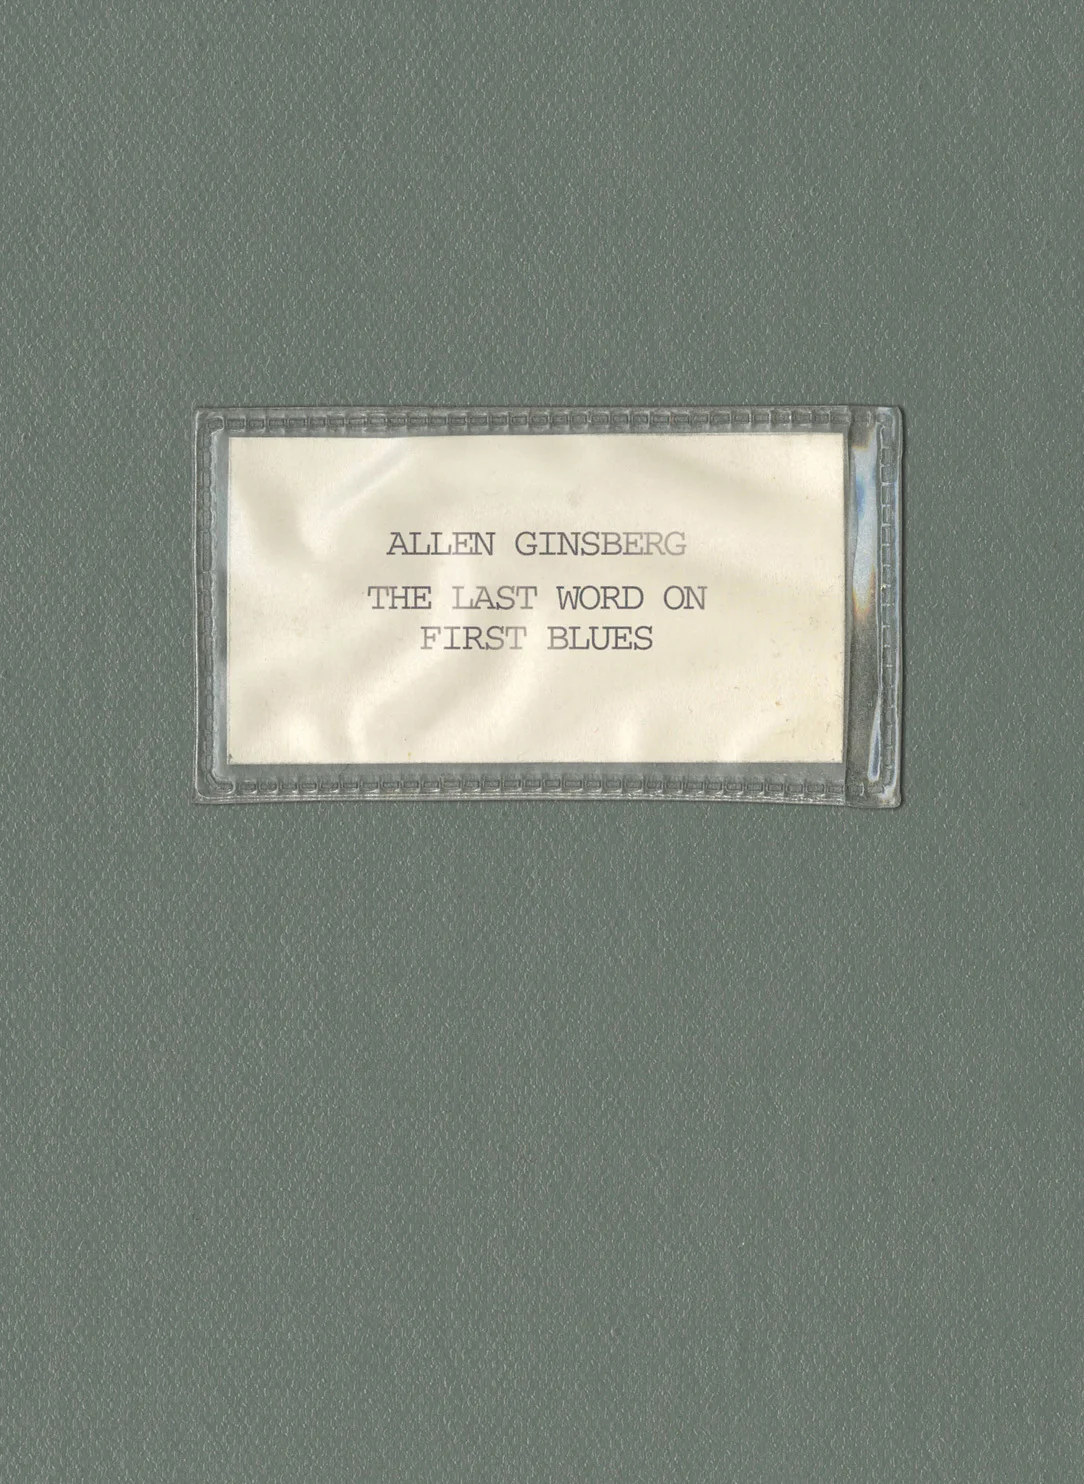 ALLEN GINSBERG
THE LAST WORD ON
FIRST BLUES